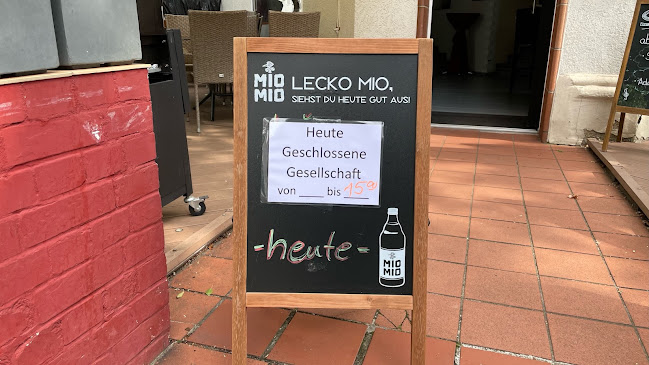 MIO
MIO
LECKO MIO,
SIEHST DU HEUTE GUT AUS!
Heute
Geschlossene
Gesellschaft
von ____ bis 15⁰⁰
-heute-
MIO
MIO